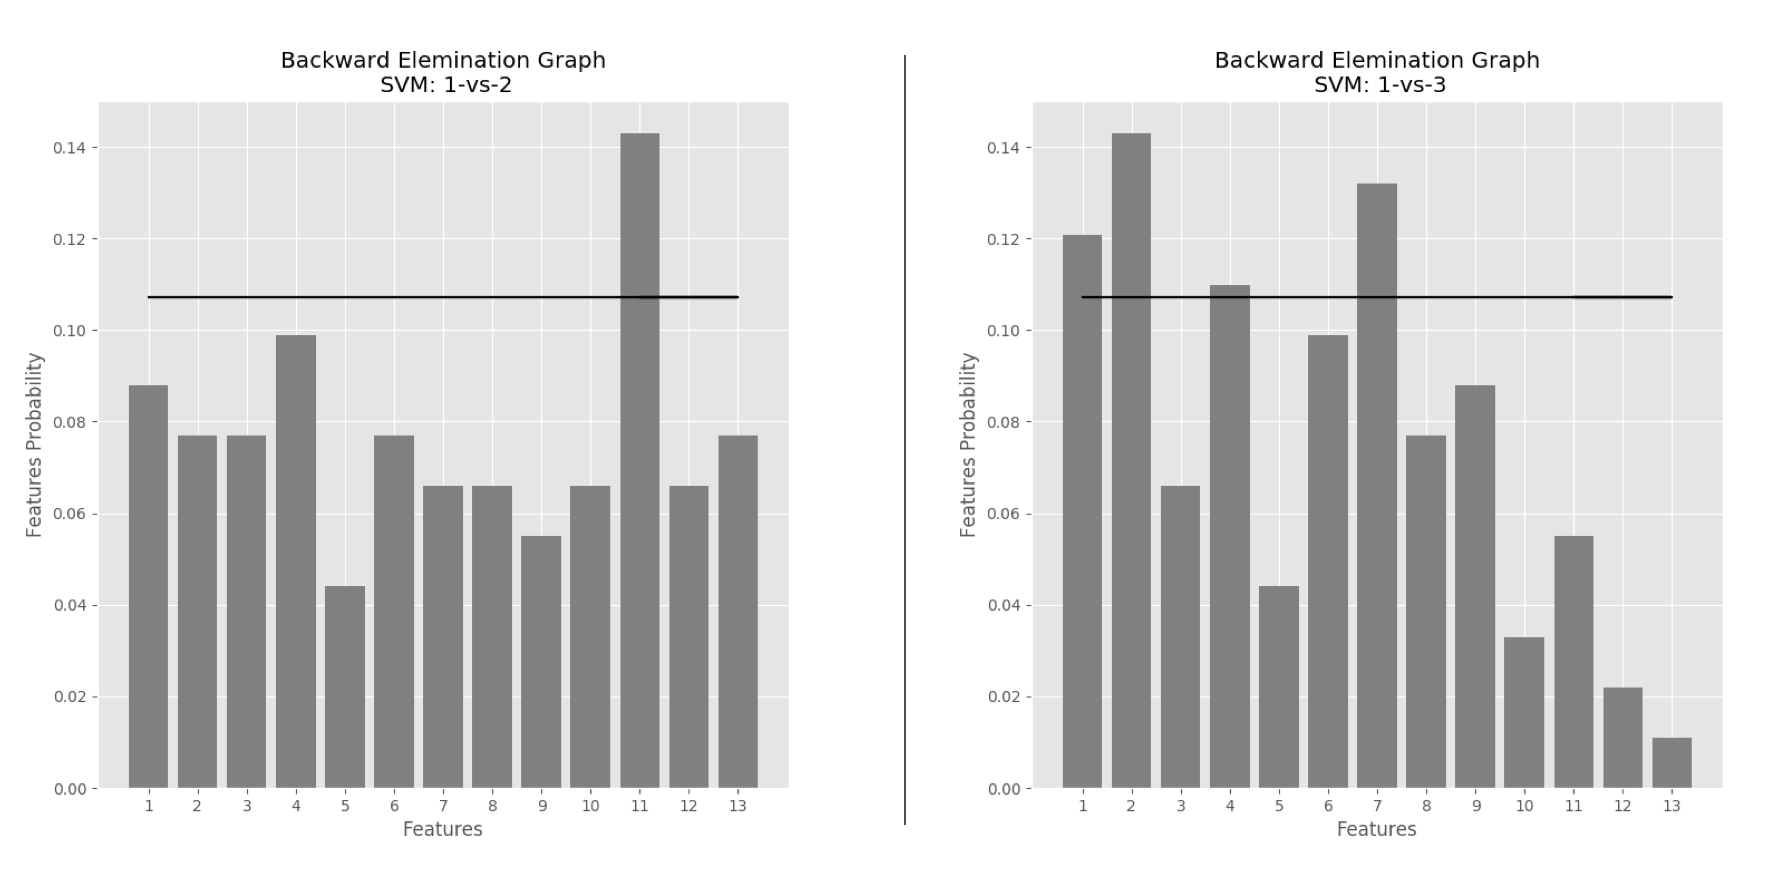 Backward Elemination Graph
SVM: 1-vs-2
0.14
0.12
0.10
0.08
0.06
0.04
0.02
0.00
Features Probability
1 2 3 4 5 6 7 8 9 10 11 12 13
Features
Backward Elemination Graph
SVM: 1-vs-3
0.14
0.12
0.10
0.08
0.06
0.04
0.02
0.00
Features Probability
1 2 3 4 5 6 7 8 9 10 11 12 13
Features